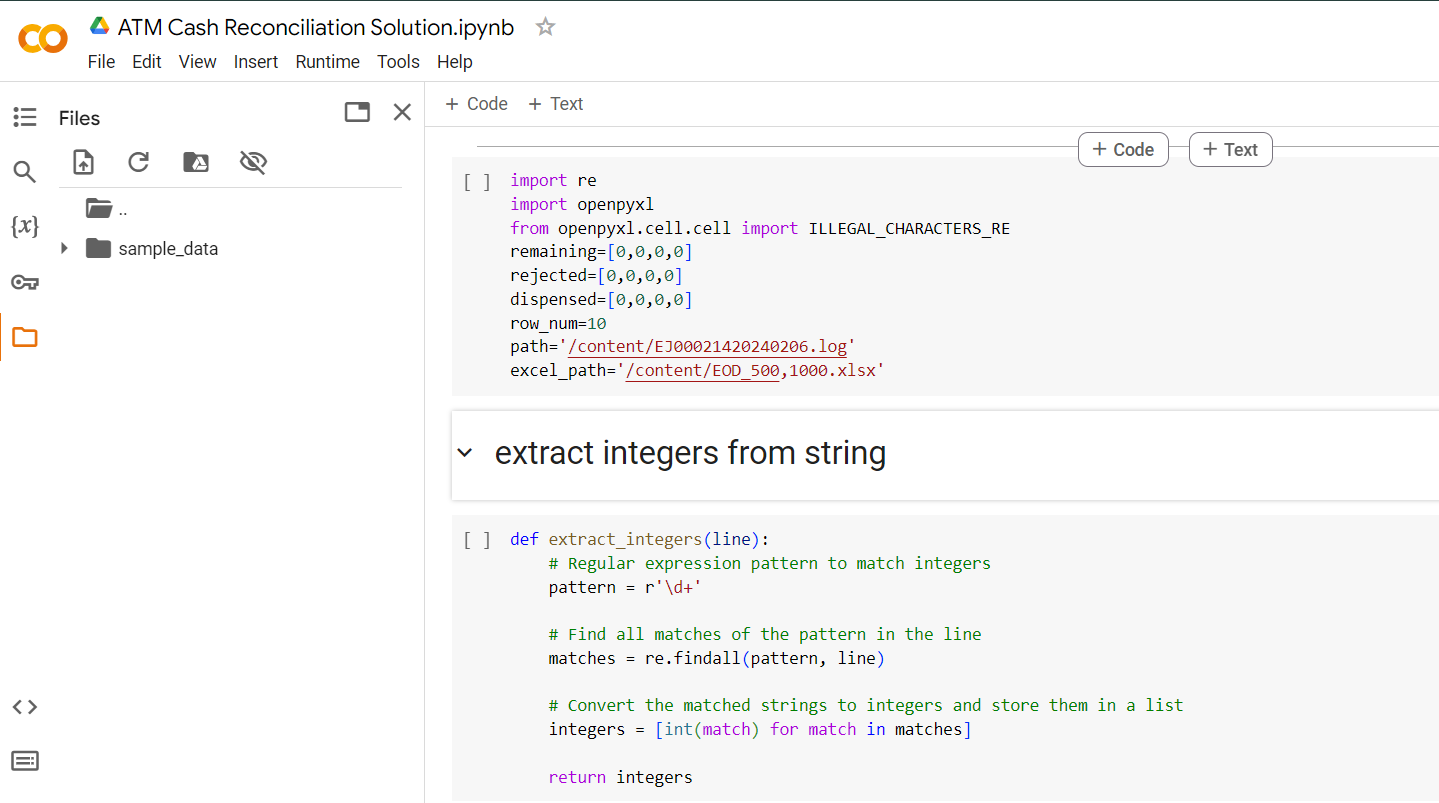 ATM Cash Reconciliation Solution.ipynb
File Edit View Insert Runtime Tools Help
Files
..
sample_data
{x}
+ Code + Text
+ Code + Text
[ ] import re
import openpyxl
from openpyxl.cell.cell import ILLEGAL_CHARACTERS_RE
remaining=[0,0,0,0]
rejected=[0,0,0,0]
dispensed=[0,0,0,0]
row_num=10
path='/content/EJ00021420240206.log'
excel_path='/content/EOD_500,1000.xlsx'
extract integers from string
[ ] def extract_integers(line):
    # Regular expression pattern to match integers
    pattern = r'\d+'
    # Find all matches of the pattern in the line
    matches = re.findall(pattern, line)
    # Convert the matched strings to integers and store them in a list
    integers = [int(match) for match in matches]
    return integers